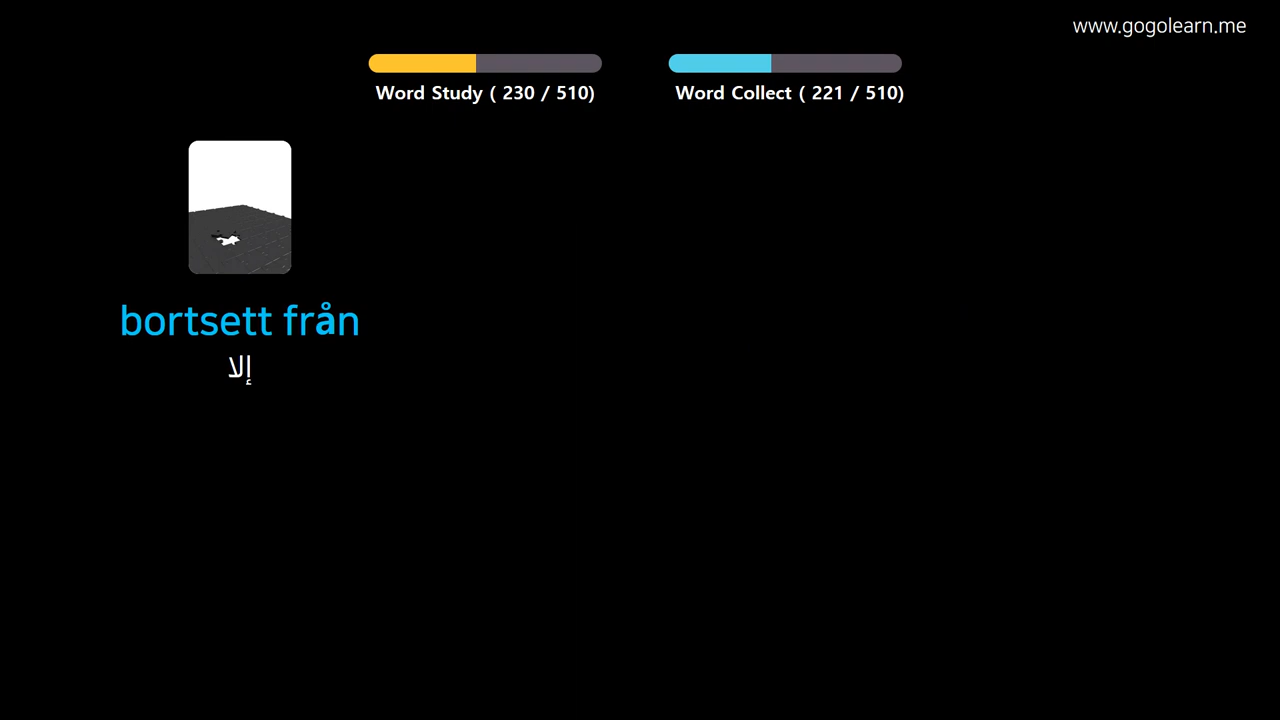 www.gogolearn.me
Word Study ( 230 / 510)
Word Collect ( 221 / 510)
bortsett från
إلا